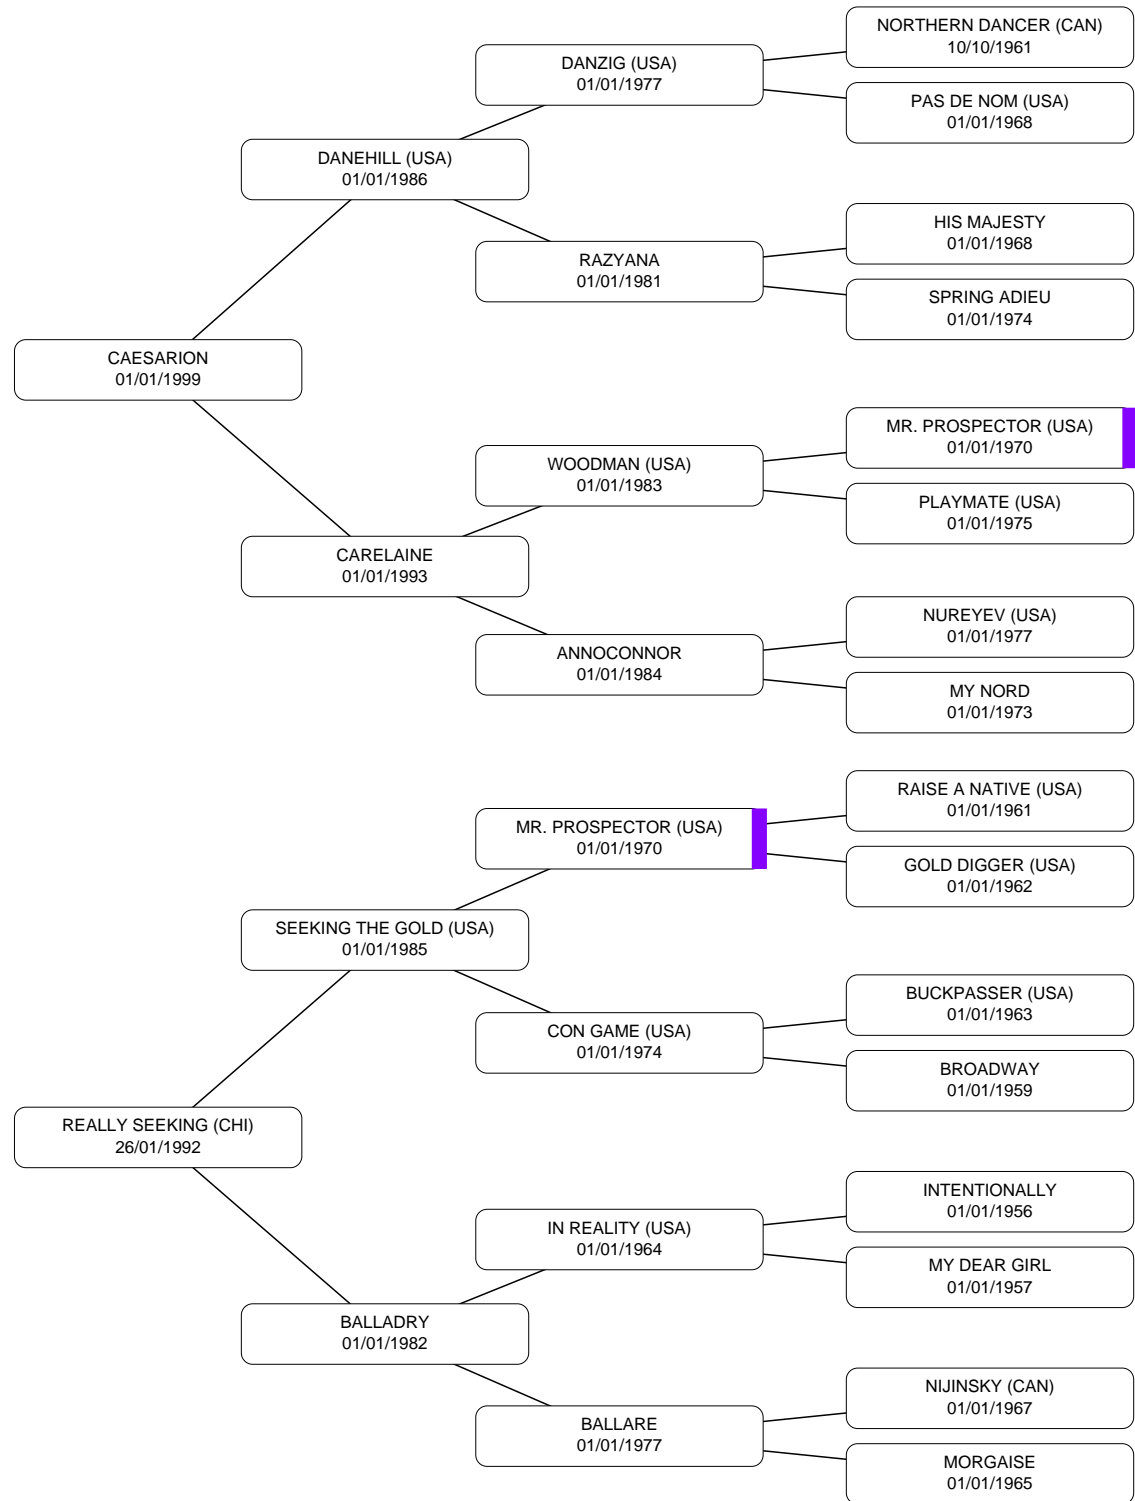 NORTHERN DANCER (CAN)
10/10/1961
DANZIG (USA)
01/01/1977
PAS DE NOM (USA)
01/01/1968
DANEHILL (USA)
01/01/1986
HIS MAJESTY
01/01/1968
RAZYANA
01/01/1981
SPRING ADIEU
01/01/1974
CAESARION
01/01/1999
MR. PROSPECTOR (USA)
01/01/1970
WOODMAN (USA)
01/01/1983
PLAYMATE (USA)
01/01/1975
CARELAINE
01/01/1993
NUREYEV (USA)
01/01/1977
ANNOCONNOR
01/01/1984
MY NORD
01/01/1973
RAISE A NATIVE (USA)
01/01/1961
MR. PROSPECTOR (USA)
01/01/1970
GOLD DIGGER (USA)
01/01/1962
SEEKING THE GOLD (USA)
01/01/1985
BUCKPASSER (USA)
01/01/1963
CON GAME (USA)
01/01/1974
BROADWAY
01/01/1959
REALLY SEEKING (CHI)
26/01/1992
INTENTIONALLY
01/01/1956
IN REALITY (USA)
01/01/1964
MY DEAR GIRL
01/01/1957
BALLADRY
01/01/1982
NIJINSKY (CAN)
01/01/1967
BALLARE
01/01/1977
MORGAISE
01/01/1965